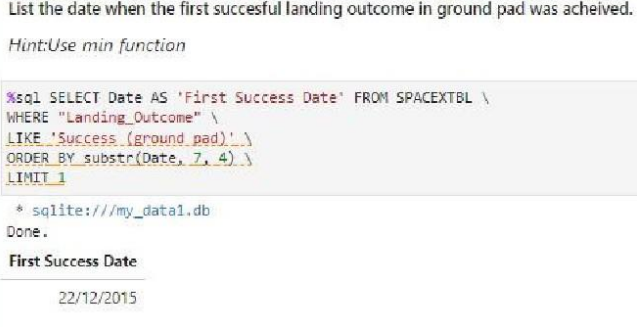 List the date when the first succesful landing outcome in ground pad was acheived.
Hint:Use min function
%sql SELECT Date AS 'First Success Date' FROM SPACEXTBL \
WHERE "Landing_Outcome" \
LIKE 'Success (ground pad)' \
ORDER BY substr(Date, 7, 4) \
LIMIT 1
* sqlite:///my_data1.db
Done.
First Success Date
22/12/2015